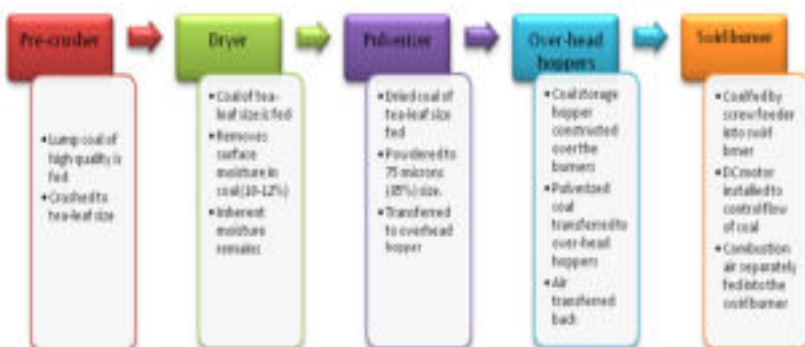 Pre-crusher
Lump coal of
high quality is
fed
Crushed to
tea-leaf size
Dryer
Coal of tea-
leaf size is fed
Removes
surface
moisture in
coal (10-12%)
Inherent
moisture
remains
Pulverizer
Dried coal of
tea-leaf size
fed
Powdered to
75 microns
(85%) size.
Transferred
to overhead
hopper
Over-head
hoppers
Coal storage
hopper
constructed
over the
burners
Pulverized
coal
transferred to
over-head
hoppers
Air
transferred
back
Swirl burner
Coal fed by
screw feeder
into swirl
DC motor
installed to
control flow
of coal
Combustion
air separately
fed into the
swirl burner